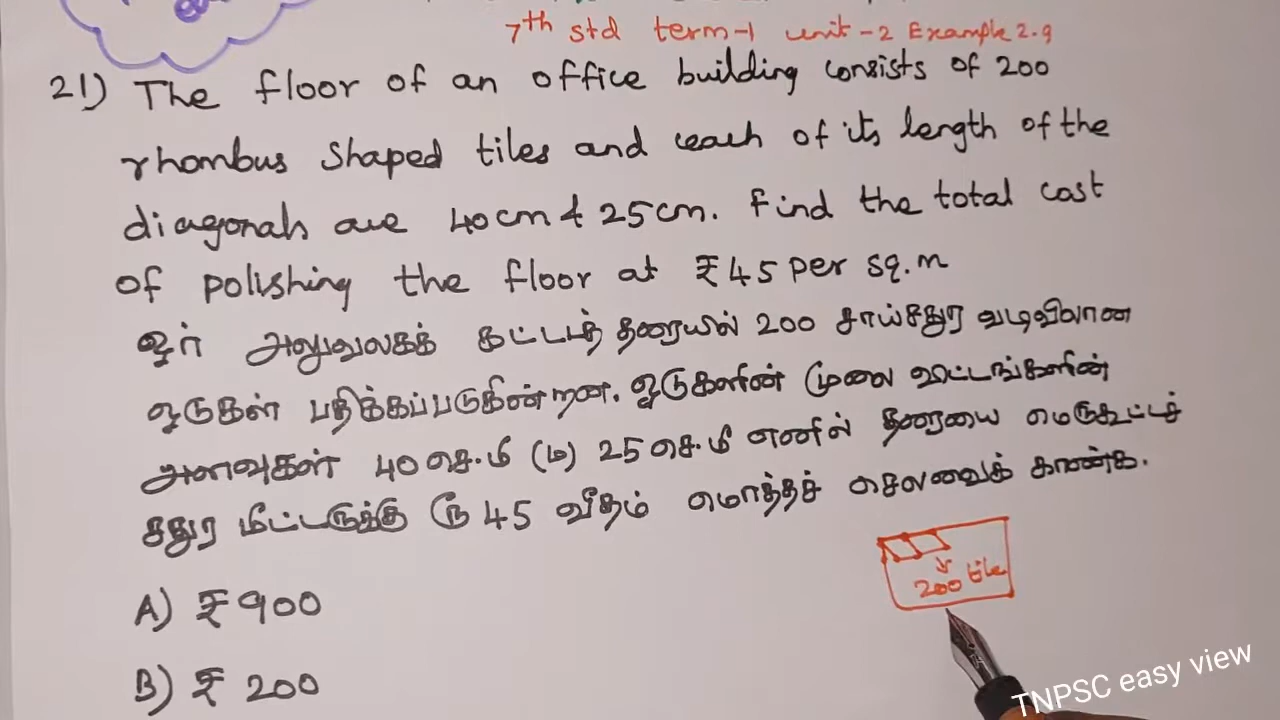 7th std term-1 unit-2 Example 2.9
21) The floor of an office building consists of 200
rhombus shaped tiles and each of its length of the
diagonals are 40cm & 25cm. Find the total cost
of polishing the floor at ₹45 per sq.m
ஓர் அலுவலகக் கட்டடத் தரையில் 200 சாய்சதுர வடிவிலான
ஓடுகள் பதிக்கப்படுகின்றன. ஓடுகளின் மூலை விட்டங்களின்
அளவுகள் 40 செ.மீ (ம) 25 செ.மீ எனில் தரையை மெருகூட்டச்
சதுர மீட்டருக்கு ரூ 45 வீதம் மொத்தச் செலவைக் காண்க.
200 tile
A) ₹900
B) ₹ 200
TNPSC easy view